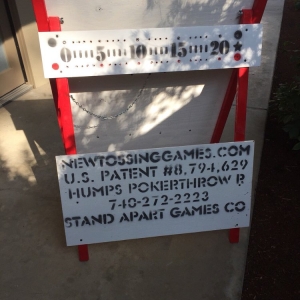 0 5 10 15 20
NEWTOSSINGGAMES.COM
U.S. PATENT #8,794,629
HUMPS POKERTHROW R
740-272-2223
STAND APART GAMES CO